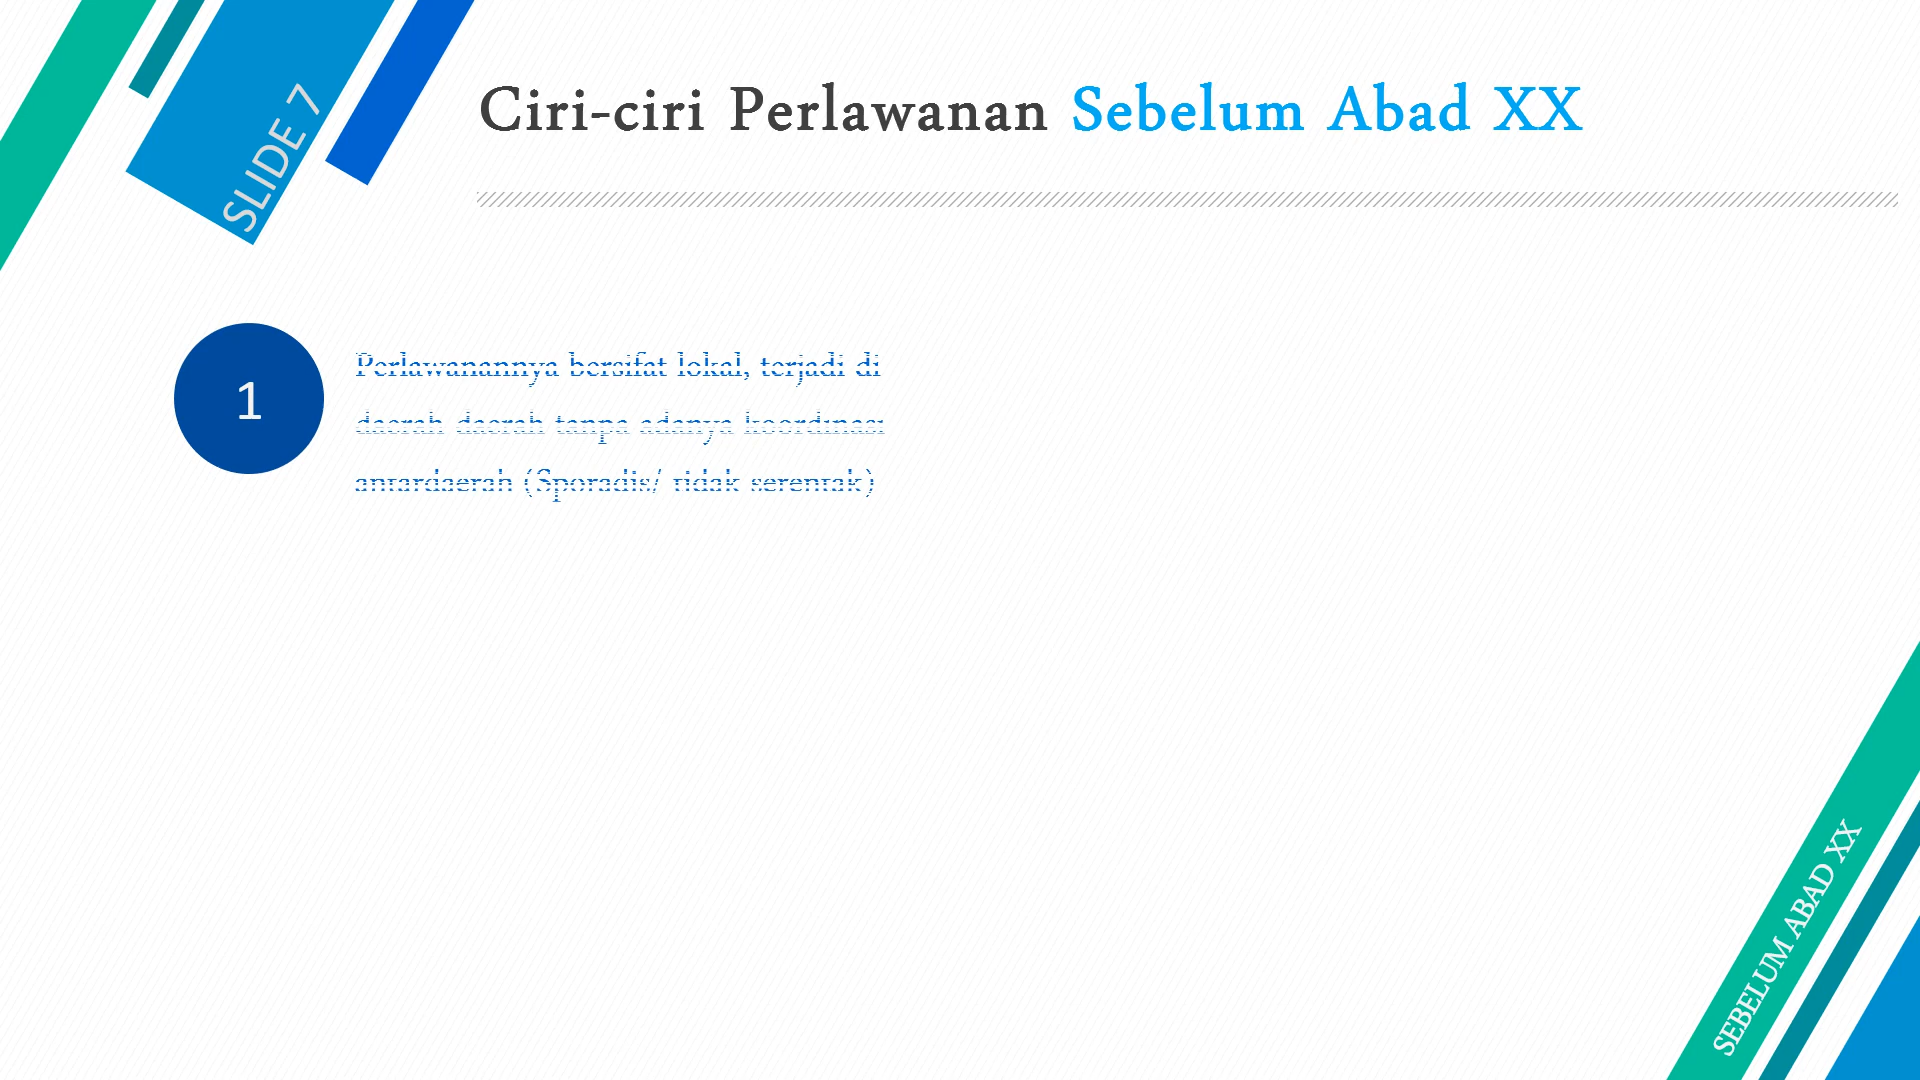 SLIDE 7
Ciri-ciri Perlawanan Sebelum Abad XX
1
Perlawanannya bersifat lokal, terjadi di
daerah-daerah tanpa adanya koordinasi
antardaerah (Sporadis/ tidak serentak)
SEBELUM ABAD XX